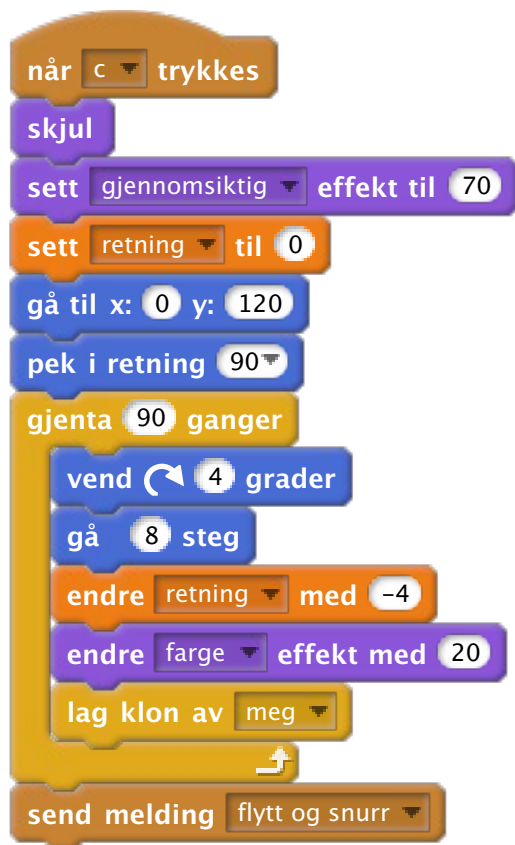 når c trykkes
skjul
sett gjennomsiktig effekt til 70
sett retning til 0
gå til x: 0 y: 120
pek i retning 90
gjenta 90 ganger
vend 4 grader
gå 8 steg
endre retning med -4
endre farge effekt med 20
lag klon av meg
send melding flytt og snurr